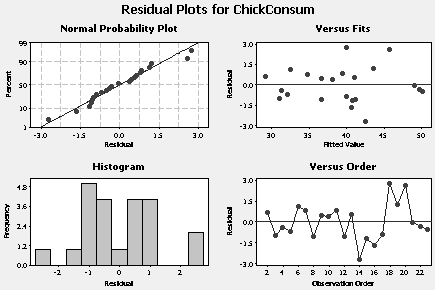 Residual Plots for ChickConsum
Normal Probability Plot
Percent
99
90
50
10
1
-3.0
-1.5
0.0
1.5
3.0
Residual
Versus Fits
Residual
3.0
1.5
0.0
-1.5
-3.0
30
35
40
45
50
Fitted Value
Histogram
Frequency
4.8
3.6
2.4
1.2
0.0
-2
-1
0
1
2
Residual
Versus Order
Residual
3.0
1.5
0.0
-1.5
-3.0
2 4 6 8 10 12 14 16 18 20 22
Observation Order